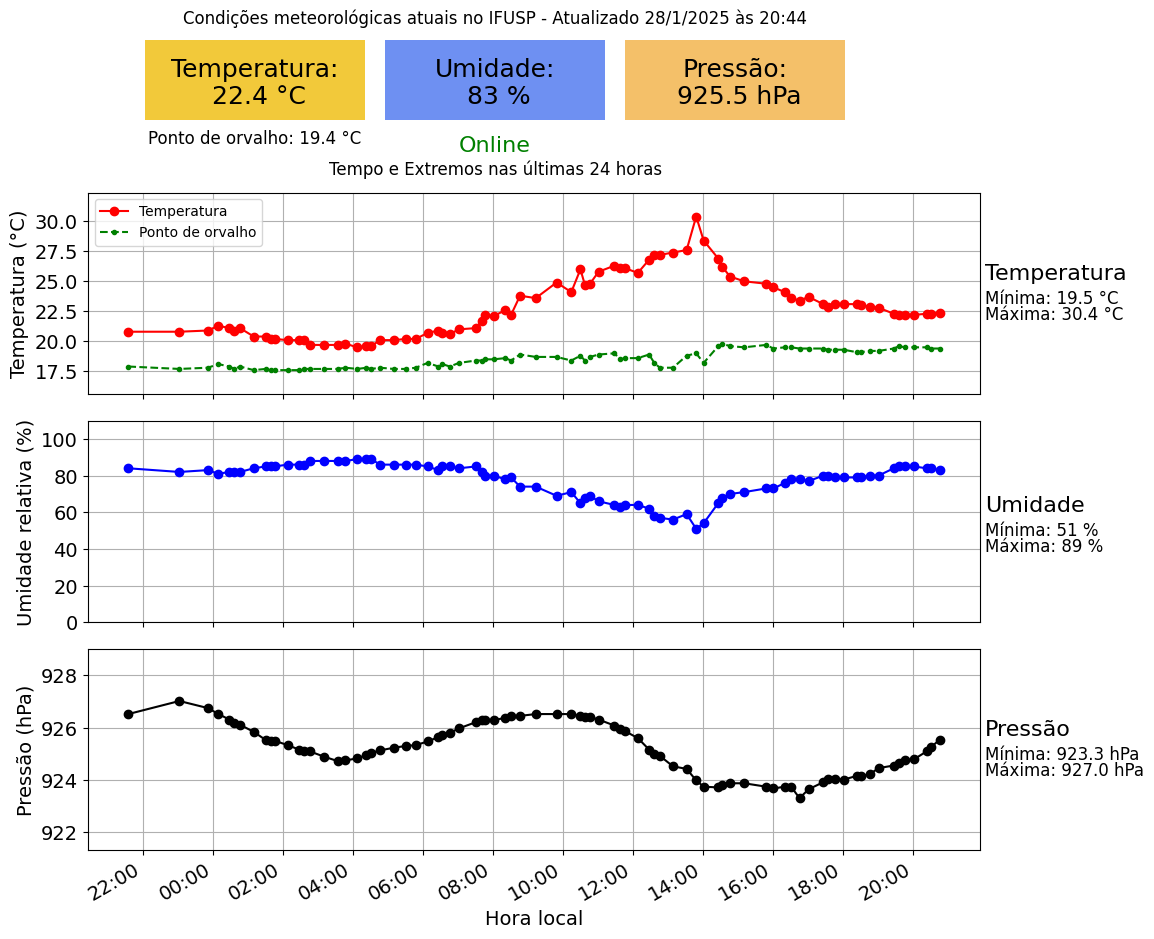 Condições meteorológicas atuais no IFUSP - Atualizado 28/1/2025 às 20:44
Temperatura:
22.4 °C
Umidade:
83 %
Pressão:
925.5 hPa
Ponto de orvalho: 19.4 °C
Online
Tempo e Extremos nas últimas 24 horas
Temperatura (°C)
30.0
27.5
25.0
22.5
20.0
17.5
Temperatura
Ponto de orvalho
Temperatura
Mínima: 19.5 °C
Máxima: 30.4 °C
Umidade relativa (%)
100
80
60
40
20
0
Umidade
Mínima: 51 %
Máxima: 89 %
Pressão (hPa)
928
926
924
922
Pressão
Mínima: 923.3 hPa
Máxima: 927.0 hPa
22:00
00:00
02:00
04:00
06:00
08:00
10:00
12:00
14:00
16:00
18:00
20:00
Hora local